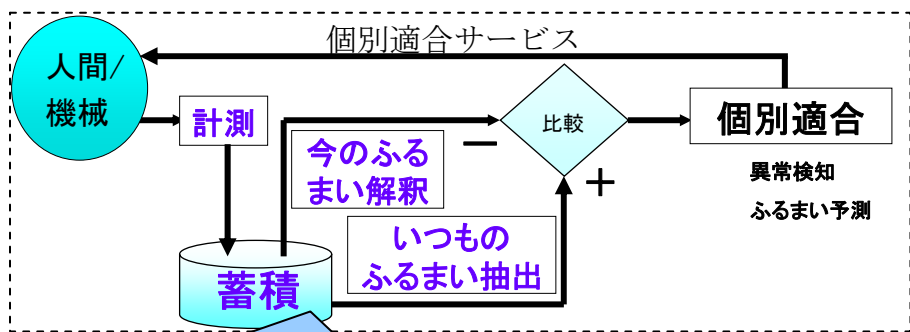 個別適合サービス
人間/
機械
計測
今のふる
まい解釈
比較
−
+
個別適合
異常検知
ふるまい予測
いつもの
ふるまい抽出
蓄積